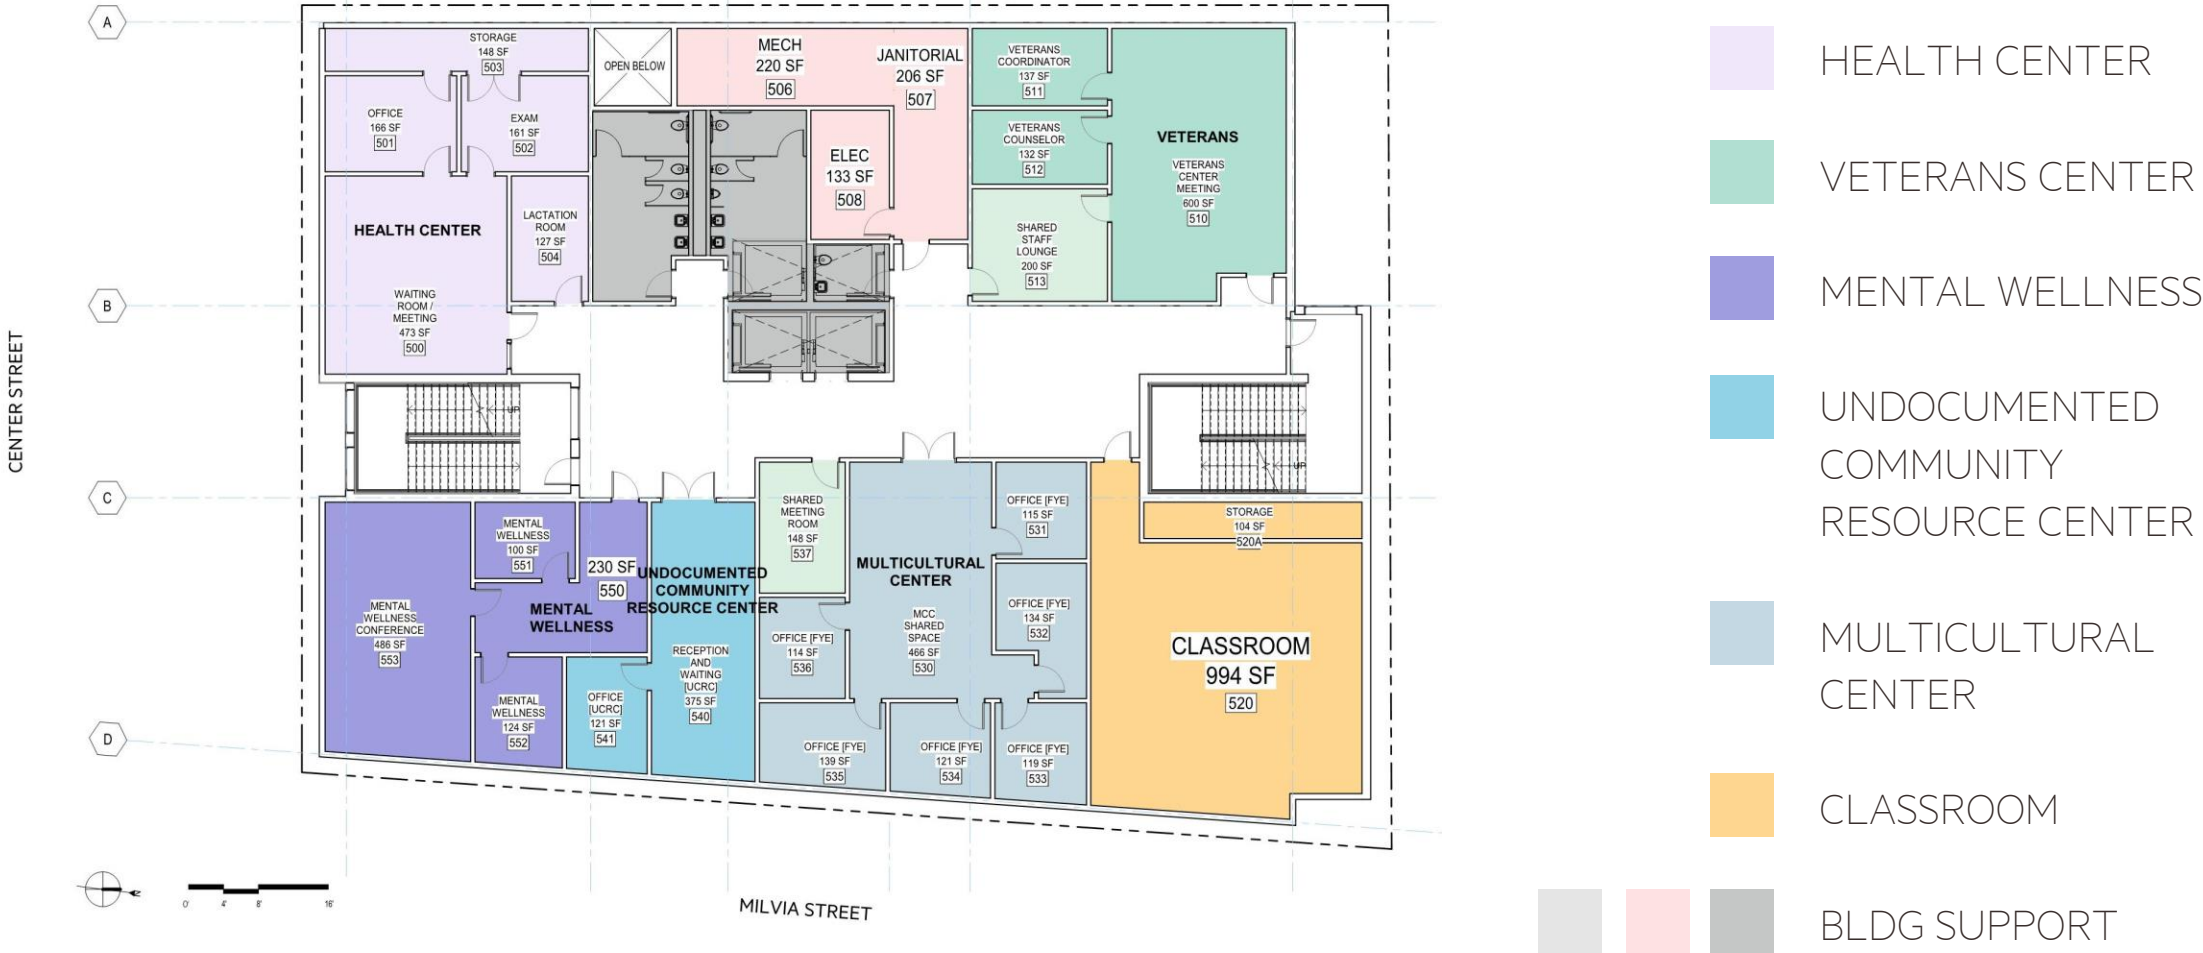 A
B
C
D
CENTER STREET
MILVIA STREET
0'
4'
8'
16'
N
STORAGE
148 SF
503
OFFICE
166 SF
501
EXAM
161 SF
502
HEALTH CENTER
LACTATION
ROOM
127 SF
504
WAITING
ROOM /
MEETING
473 SF
500
OPEN BELOW
MECH
220 SF
506
JANITORIAL
206 SF
507
ELEC
133 SF
508
VETERANS
COORDINATOR
137 SF
511
VETERANS
COUNSELOR
132 SF
512
SHARED
STAFF
LOUNGE
200 SF
513
VETERANS
VETERANS
CENTER
MEETING
600 SF
510
UP
UP
MENTAL
WELLNESS
CONFERENCE
486 SF
553
MENTAL
WELLNESS
100 SF
551
230 SF
550
MENTAL
WELLNESS
MENTAL
WELLNESS
124 SF
552
UNDOCUMENTED
COMMUNITY
RESOURCE CENTER
OFFICE
[UCRC]
121 SF
541
RECEPTION
AND
WAITING
[UCRC]
375 SF
540
SHARED
MEETING
ROOM
148 SF
537
MULTICULTURAL
CENTER
MCC
SHARED
SPACE
466 SF
530
OFFICE [FYE]
115 SF
531
OFFICE [FYE]
134 SF
532
OFFICE [FYE]
114 SF
536
OFFICE [FYE]
139 SF
535
OFFICE [FYE]
121 SF
534
OFFICE [FYE]
119 SF
533
STORAGE
104 SF
520A
CLASSROOM
994 SF
520
HEALTH CENTER
VETERANS CENTER
MENTAL WELLNESS
UNDOCUMENTED
COMMUNITY
RESOURCE CENTER
MULTICULTURAL
CENTER
CLASSROOM
BLDG SUPPORT